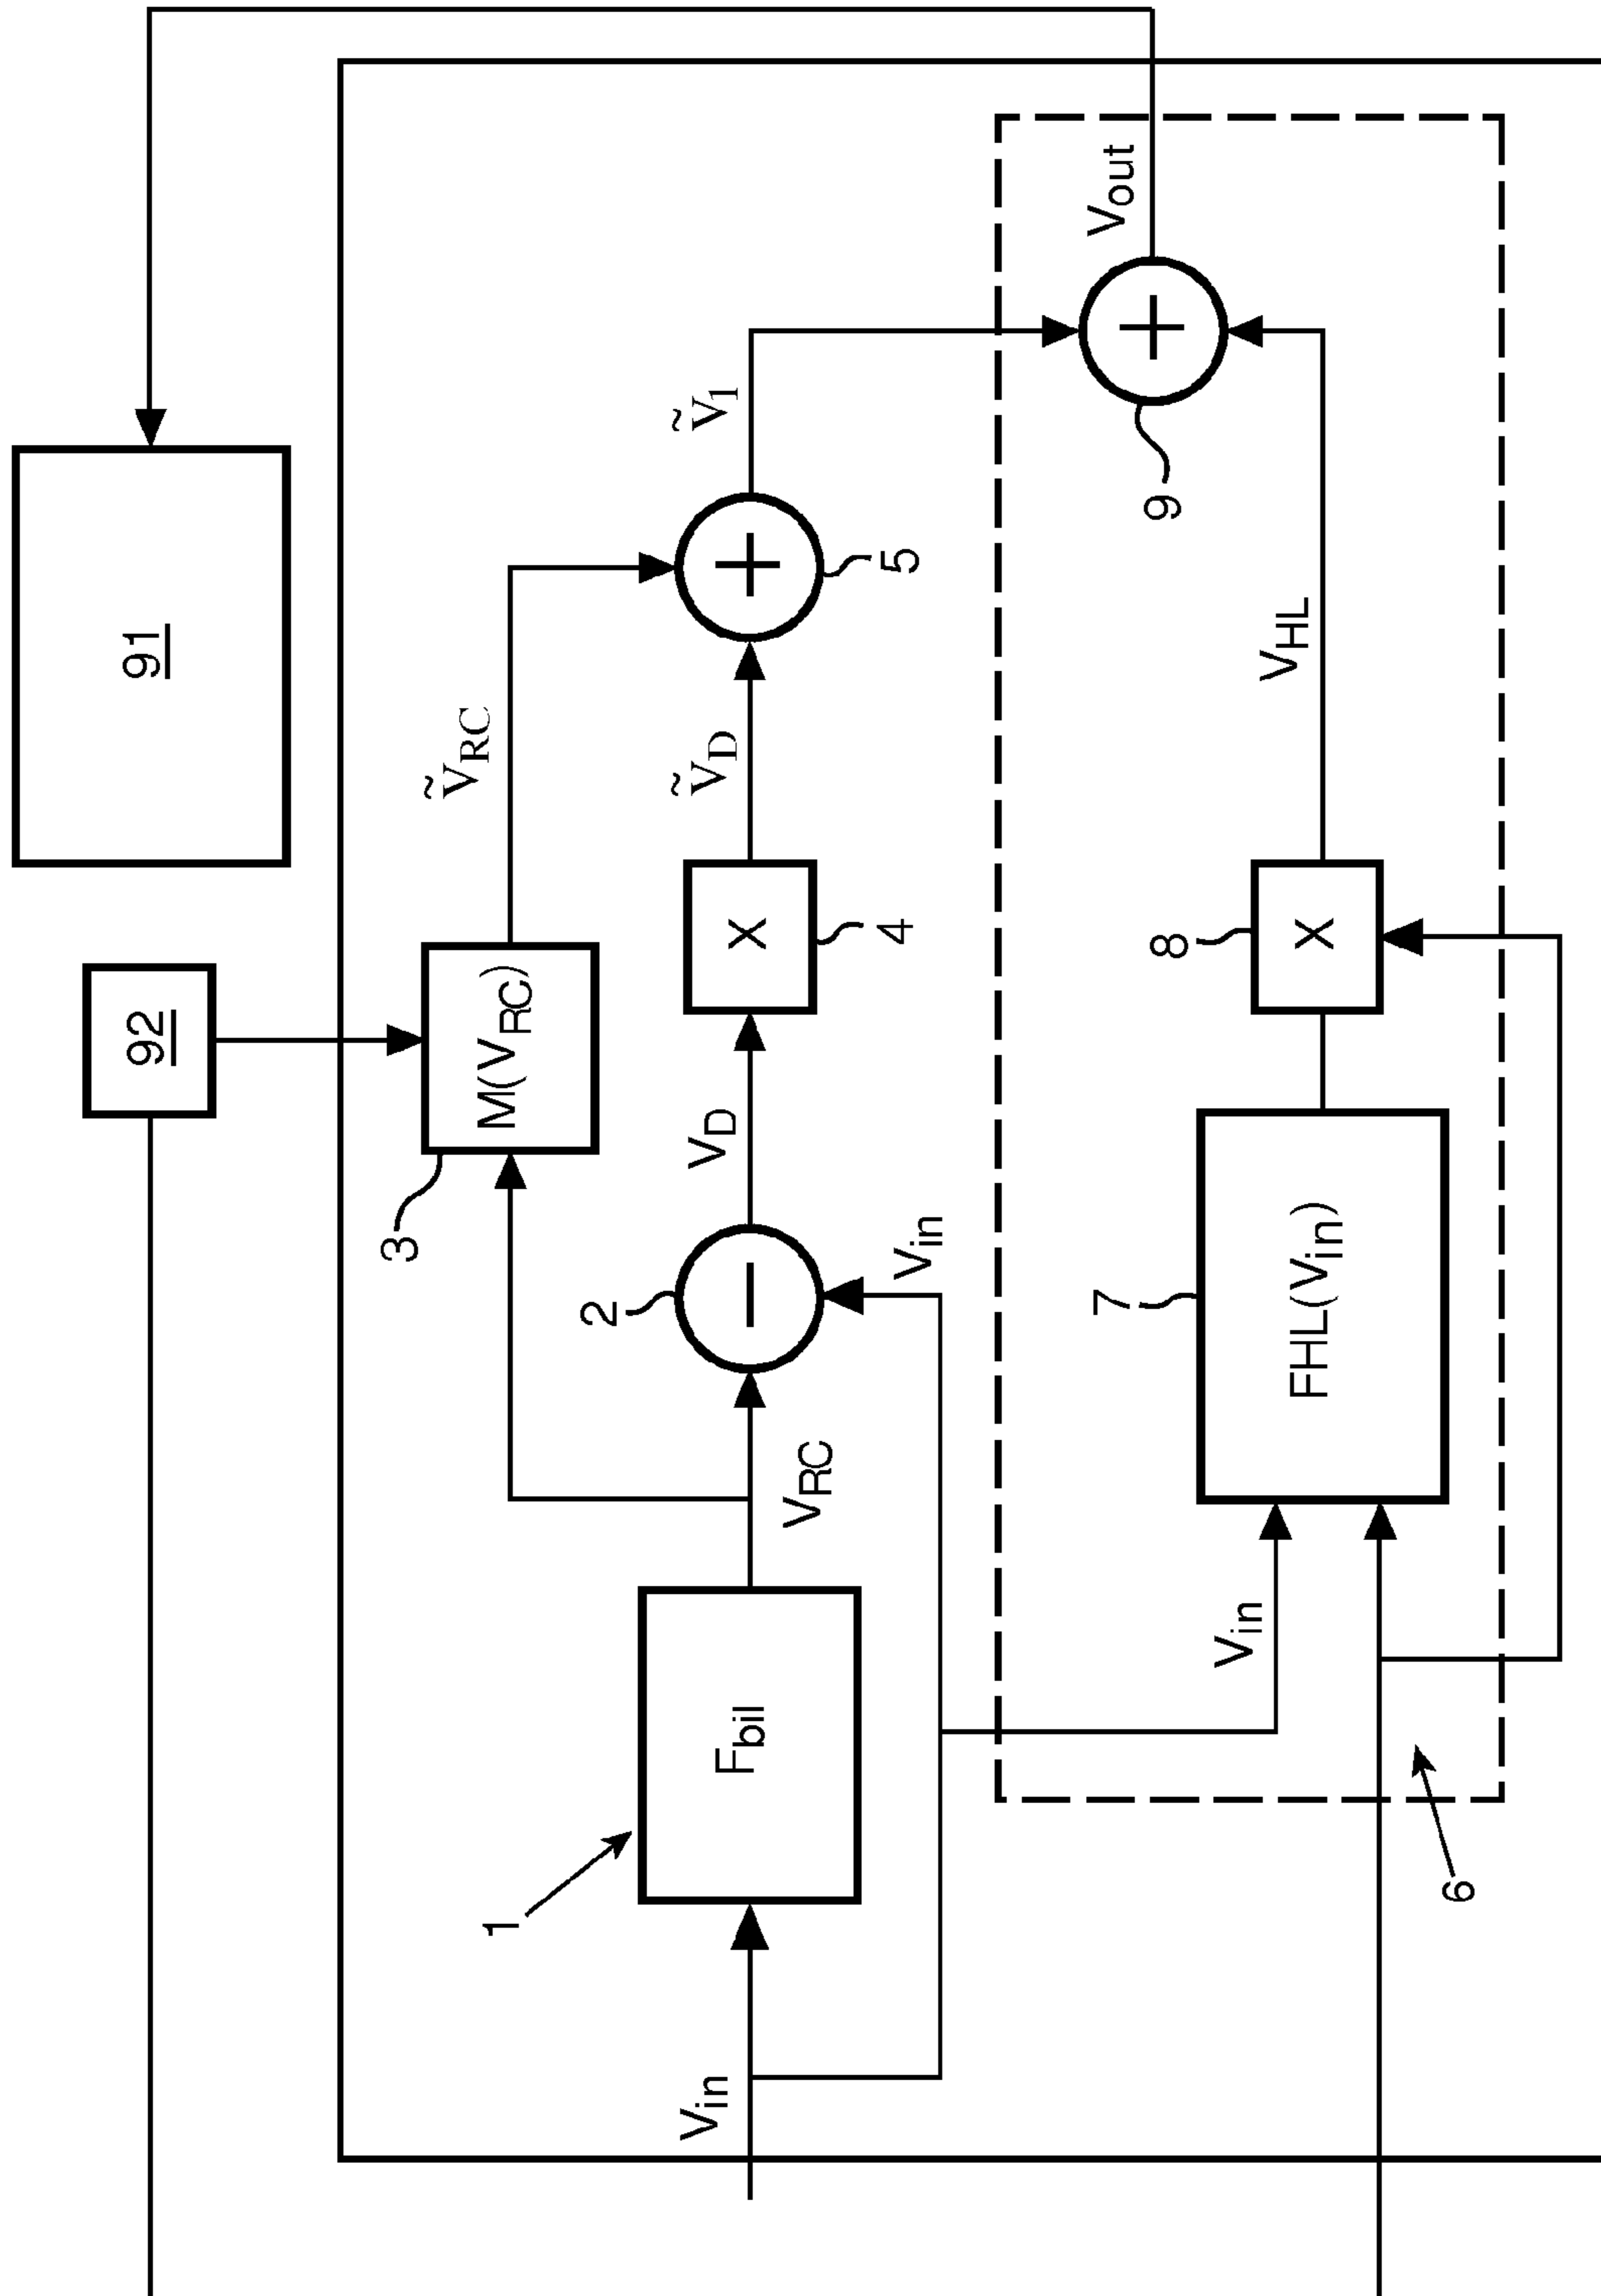 91
92
3
M(V_RC)
Ṽ_RC
1
V_in
F_bil
V_RC
2
−
V_D
X
4
Ṽ_D
+
5
Ṽ_1
V_in
6
V_in
7
FHL(V_in)
8
X
V_HL
9
+
V_out